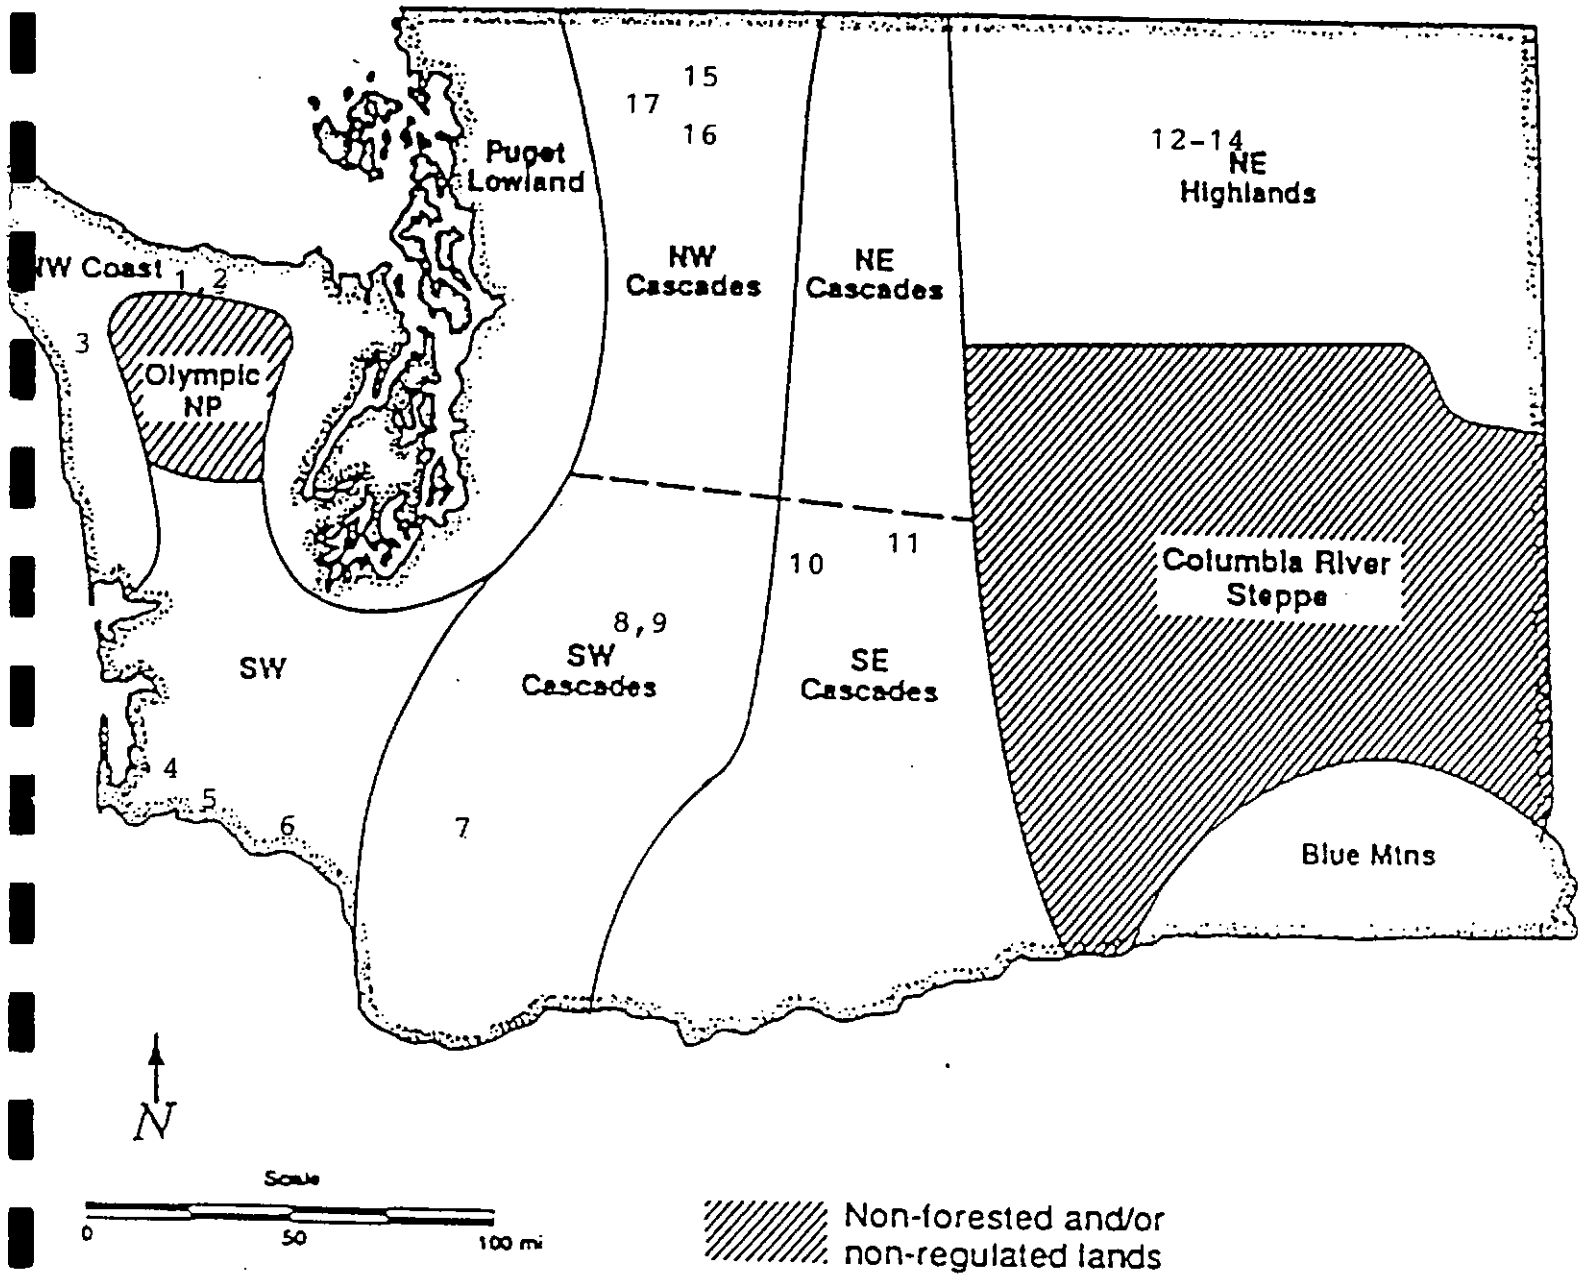 15
17
16
12-14
Puget
Lowland
NE
Highlands
NW Coast
1,2
NW
Cascades
NE
Cascades
3
Olympic
NP
11
10
Columbia River
Steppe
8,9
SW
SW
Cascades
SE
Cascades
4
5
6
7
Blue Mtns
N
Scale
0
50
100 mi
Non-forested and/or
non-regulated lands